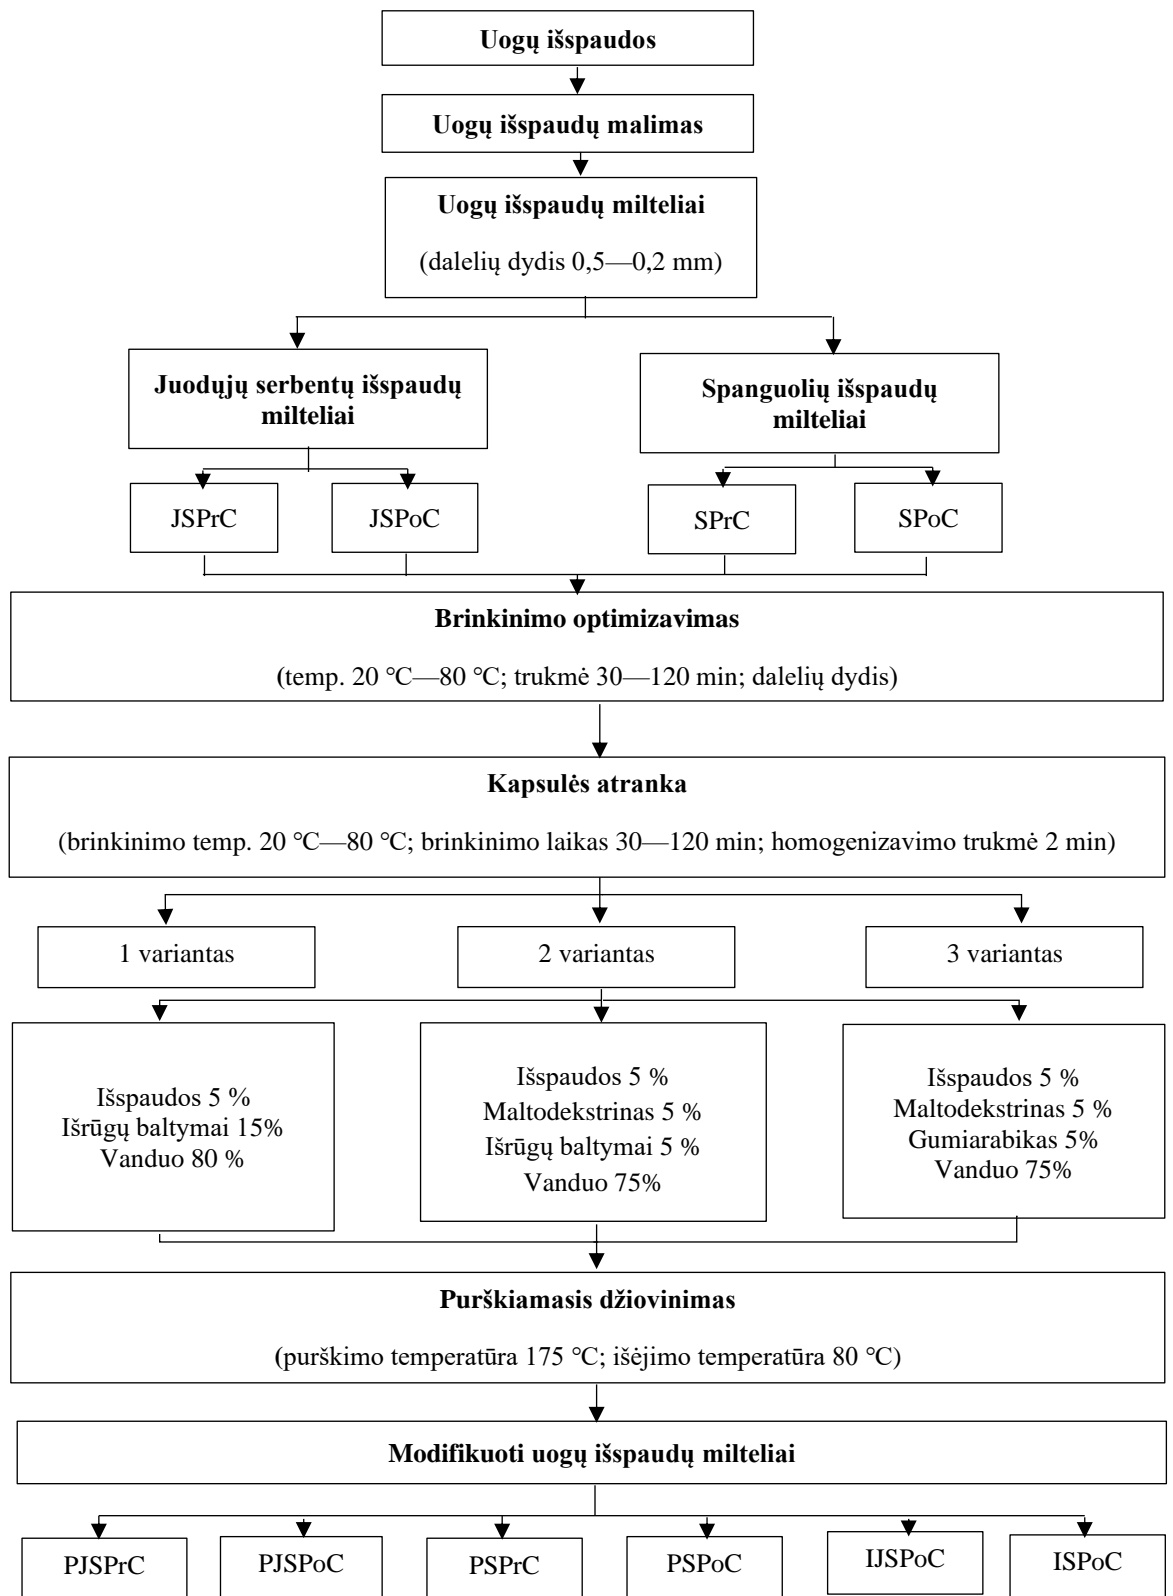 Uogų išspaudos
Uogų išspaudų malimas
Uogų išspaudų milteliai
(dalelių dydis 0,5—0,2 mm)
Juodųjų serbentų išspaudų
milteliai
Spanguolių išspaudų
milteliai
JSPrC
JSPoC
SPrC
SPoC
Brinkinimo optimizavimas
(temp. 20 °C—80 °C; trukmė 30—120 min; dalelių dydis)
Kapsulės atranka
(brinkinimo temp. 20 °C—80 °C; brinkinimo laikas 30—120 min; homogenizavimo trukmė 2 min)
1 variantas
2 variantas
3 variantas
Išspaudos 5 %
Išrūgų baltymai 15%
Vanduo 80 %
Išspaudos 5 %
Maltodekstrinas 5 %
Išrūgų baltymai 5 %
Vanduo 75%
Išspaudos 5 %
Maltodekstrinas 5 %
Gumiarabikas 5%
Vanduo 75%
Purškiamasis džiovinimas
(purškimo temperatūra 175 °C; išėjimo temperatūra 80 °C)
Modifikuoti uogų išspaudų milteliai
PJSPrC
PJSPoC
PSPrC
PSPoC
IJSPoC
ISPoC